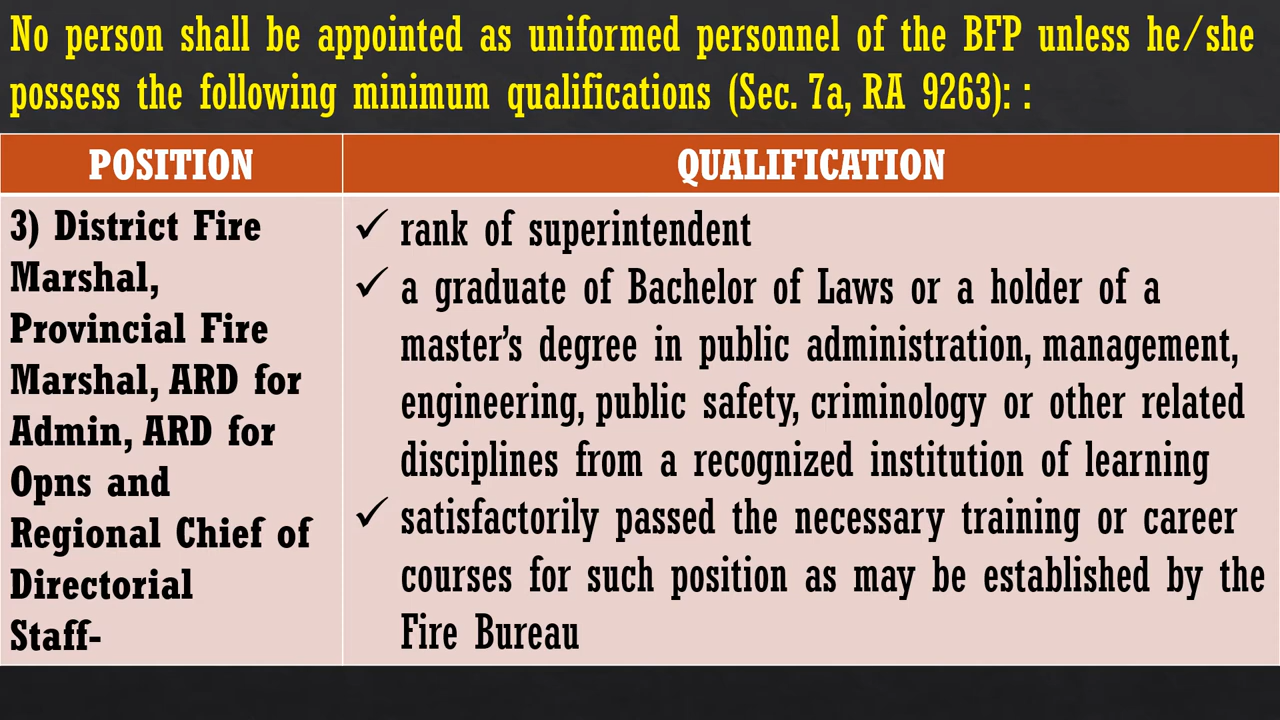 No person shall be appointed as uniformed personnel of the BFP unless he/she
possess the following minimum qualifications (Sec. 7a, RA 9263): :
POSITION
QUALIFICATION
3) District Fire
Marshal,
Provincial Fire
Marshal, ARD for
Admin, ARD for
Opns and
Regional Chief of
Directorial
Staff-
✓ rank of superintendent
✓ a graduate of Bachelor of Laws or a holder of a
master’s degree in public administration, management,
engineering, public safety, criminology or other related
disciplines from a recognized institution of learning
✓ satisfactorily passed the necessary training or career
courses for such position as may be established by the
Fire Bureau